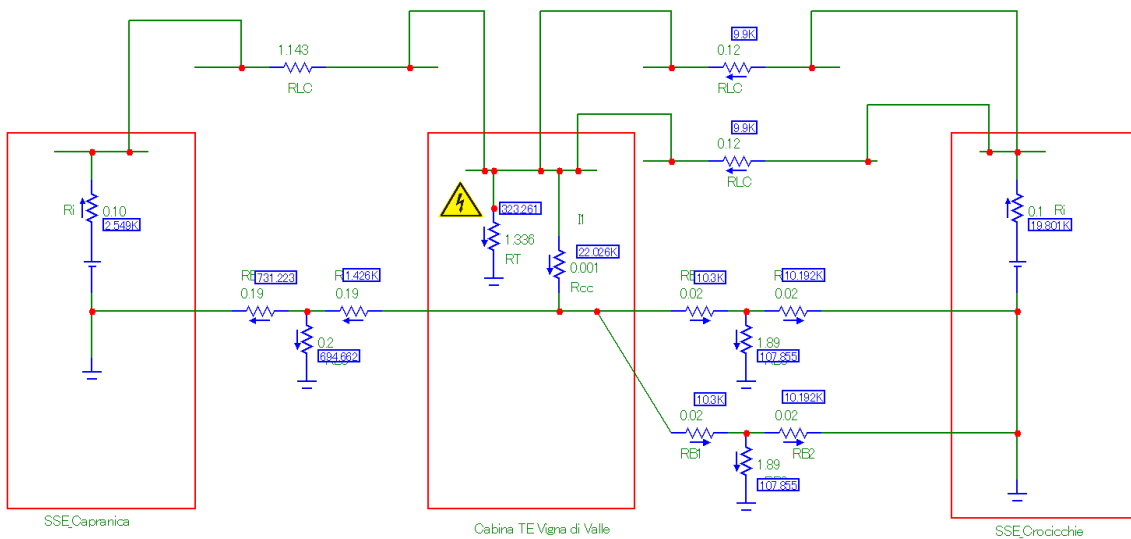 9.9K
1.143
0.12
RLC
RLC
9.9K
0.12
RLC
Ri
0.10
2.549K
323.261
1.336
RT
I1
22.026K
0.001
Rcc
0.1
Ri
19.801K
731.223
0.19
1.426K
0.19
0.2
694.662
10.3K
0.02
10.192K
0.02
1.89
107.855
10.3K
0.02
RB1
10.192K
0.02
RB2
1.89
107.855
SSE_Capranica
Cabina TE Vigna di Valle
SSE_Crocicchie